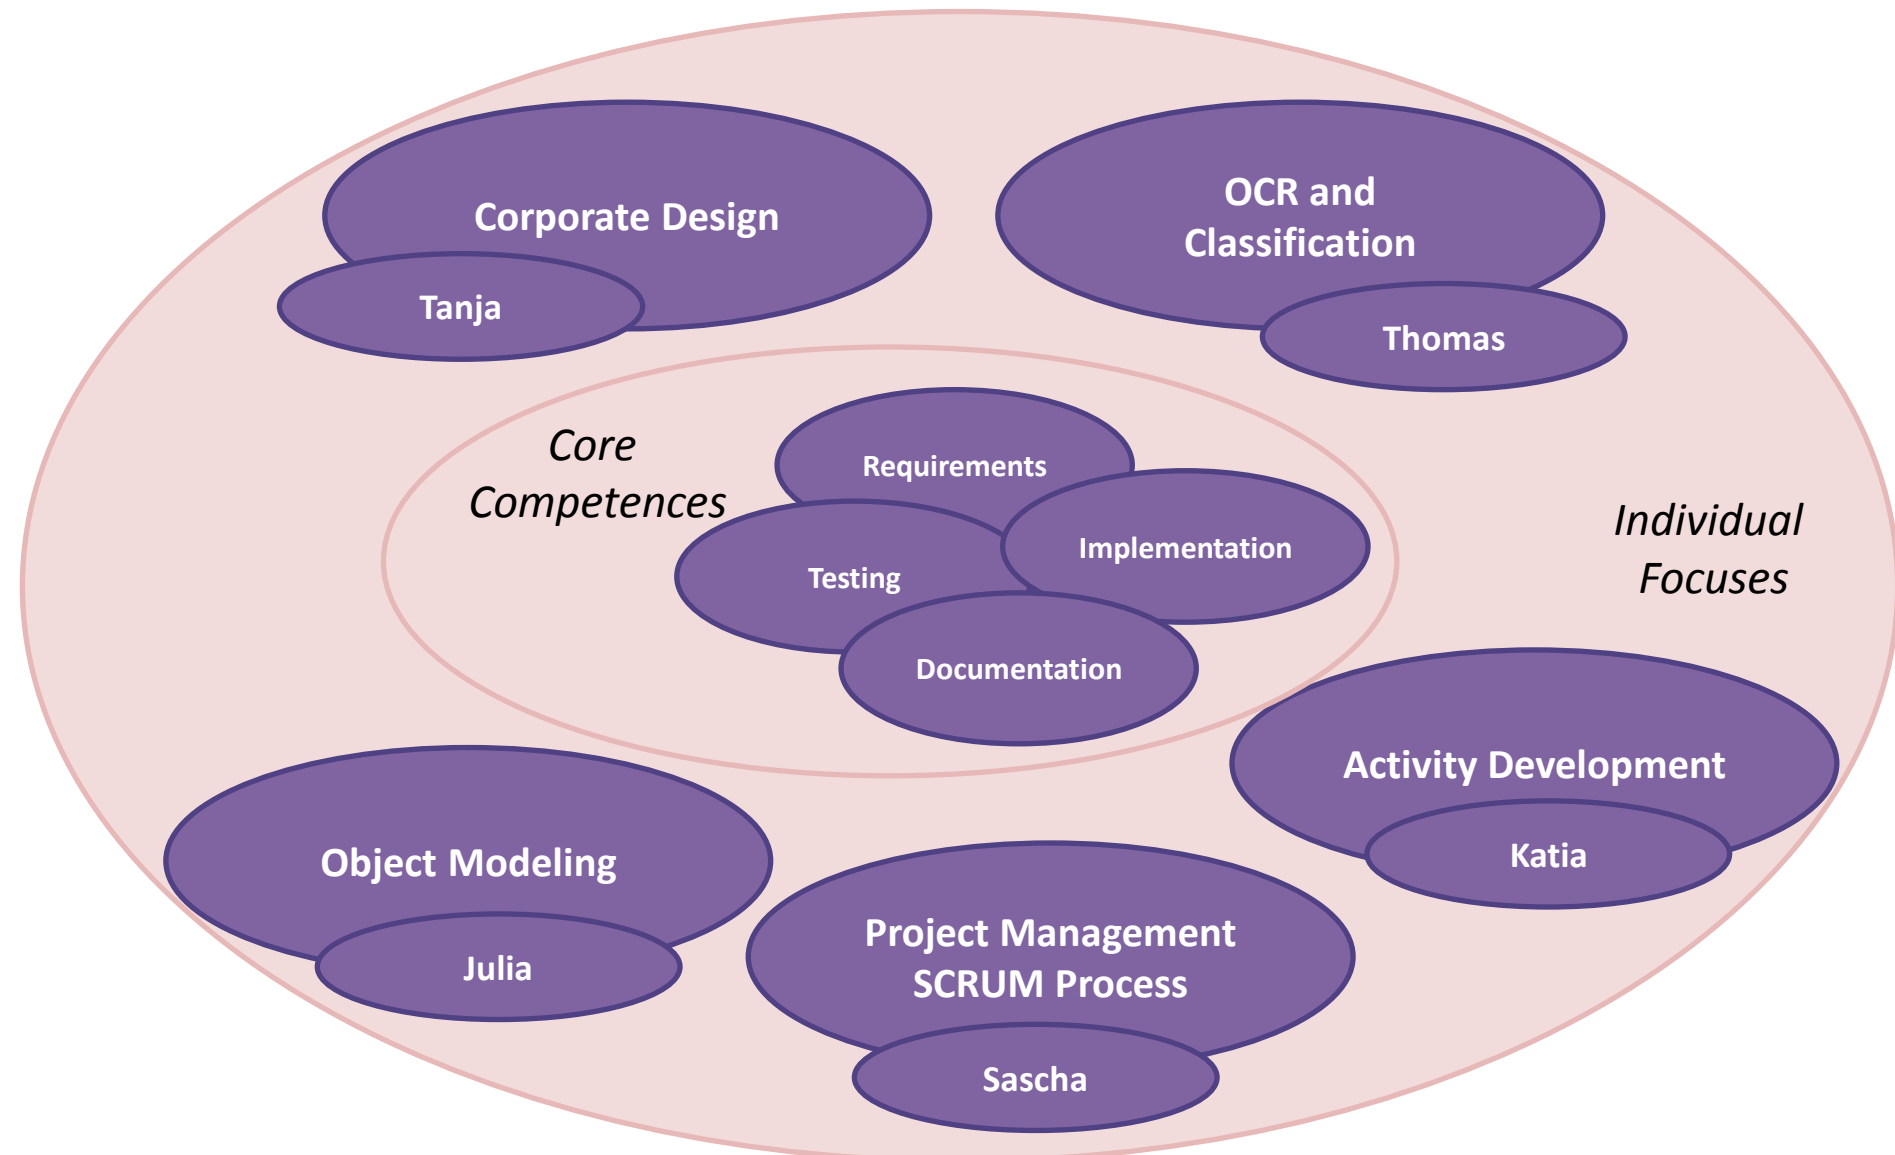 Corporate Design
Tanja
OCR and
Classification
Thomas
Core
Competences
Requirements
Implementation
Testing
Documentation
Individual
Focuses
Activity Development
Katia
Object Modeling
Julia
Project Management
SCRUM Process
Sascha